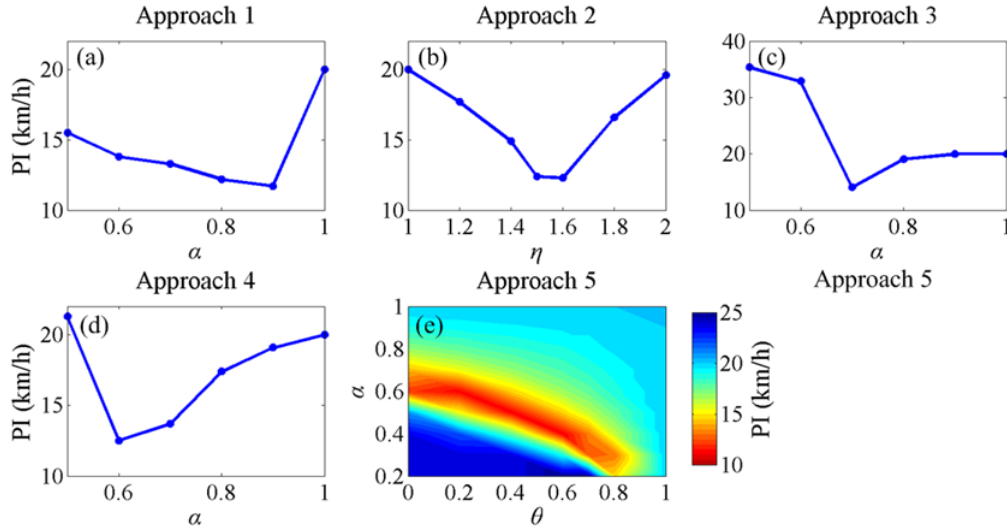 Approach 1
Approach 2
Approach 3
(a)
(b)
(c)
20
15
10
PI (km/h)
0.6
0.8
1
α
20
15
10
1
1.2
1.4
1.6
1.8
2
η
40
30
20
10
0.6
0.8
1
α
Approach 4
Approach 5
Approach 5
(d)
(e)
20
15
10
PI (km/h)
0.6
0.8
1
α
1
0.8
0.6
0.4
0.2
α
0
0.2
0.4
0.6
0.8
1
θ
25
20
15
10
PI (km/h)